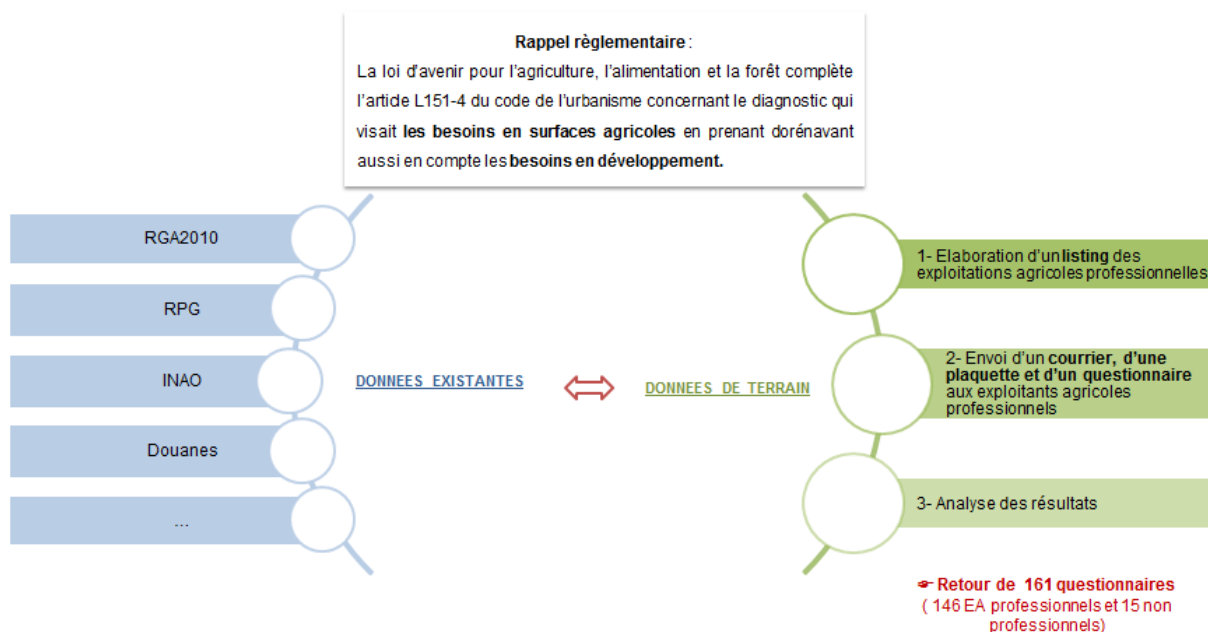 Rappel règlementaire :
La loi d'avenir pour l'agriculture, l'alimentation et la forêt complète
l'article L151-4 du code de l'urbanisme concernant le diagnostic qui
visait les besoins en surfaces agricoles en prenant dorénavant
aussi en compte les besoins en développement.
RGA2010
RPG
INAO
Douanes
...
DONNEES EXISTANTES
DONNEES DE TERRAIN
1- Elaboration d'un listing des
exploitations agricoles professionnelles
2- Envoi d'un courrier, d'une
plaquette et d'un questionnaire
aux exploitants agricoles
professionnels
3- Analyse des résultats
☛ Retour de 161 questionnaires
( 146 EA professionnels et 15 non
professionnels)